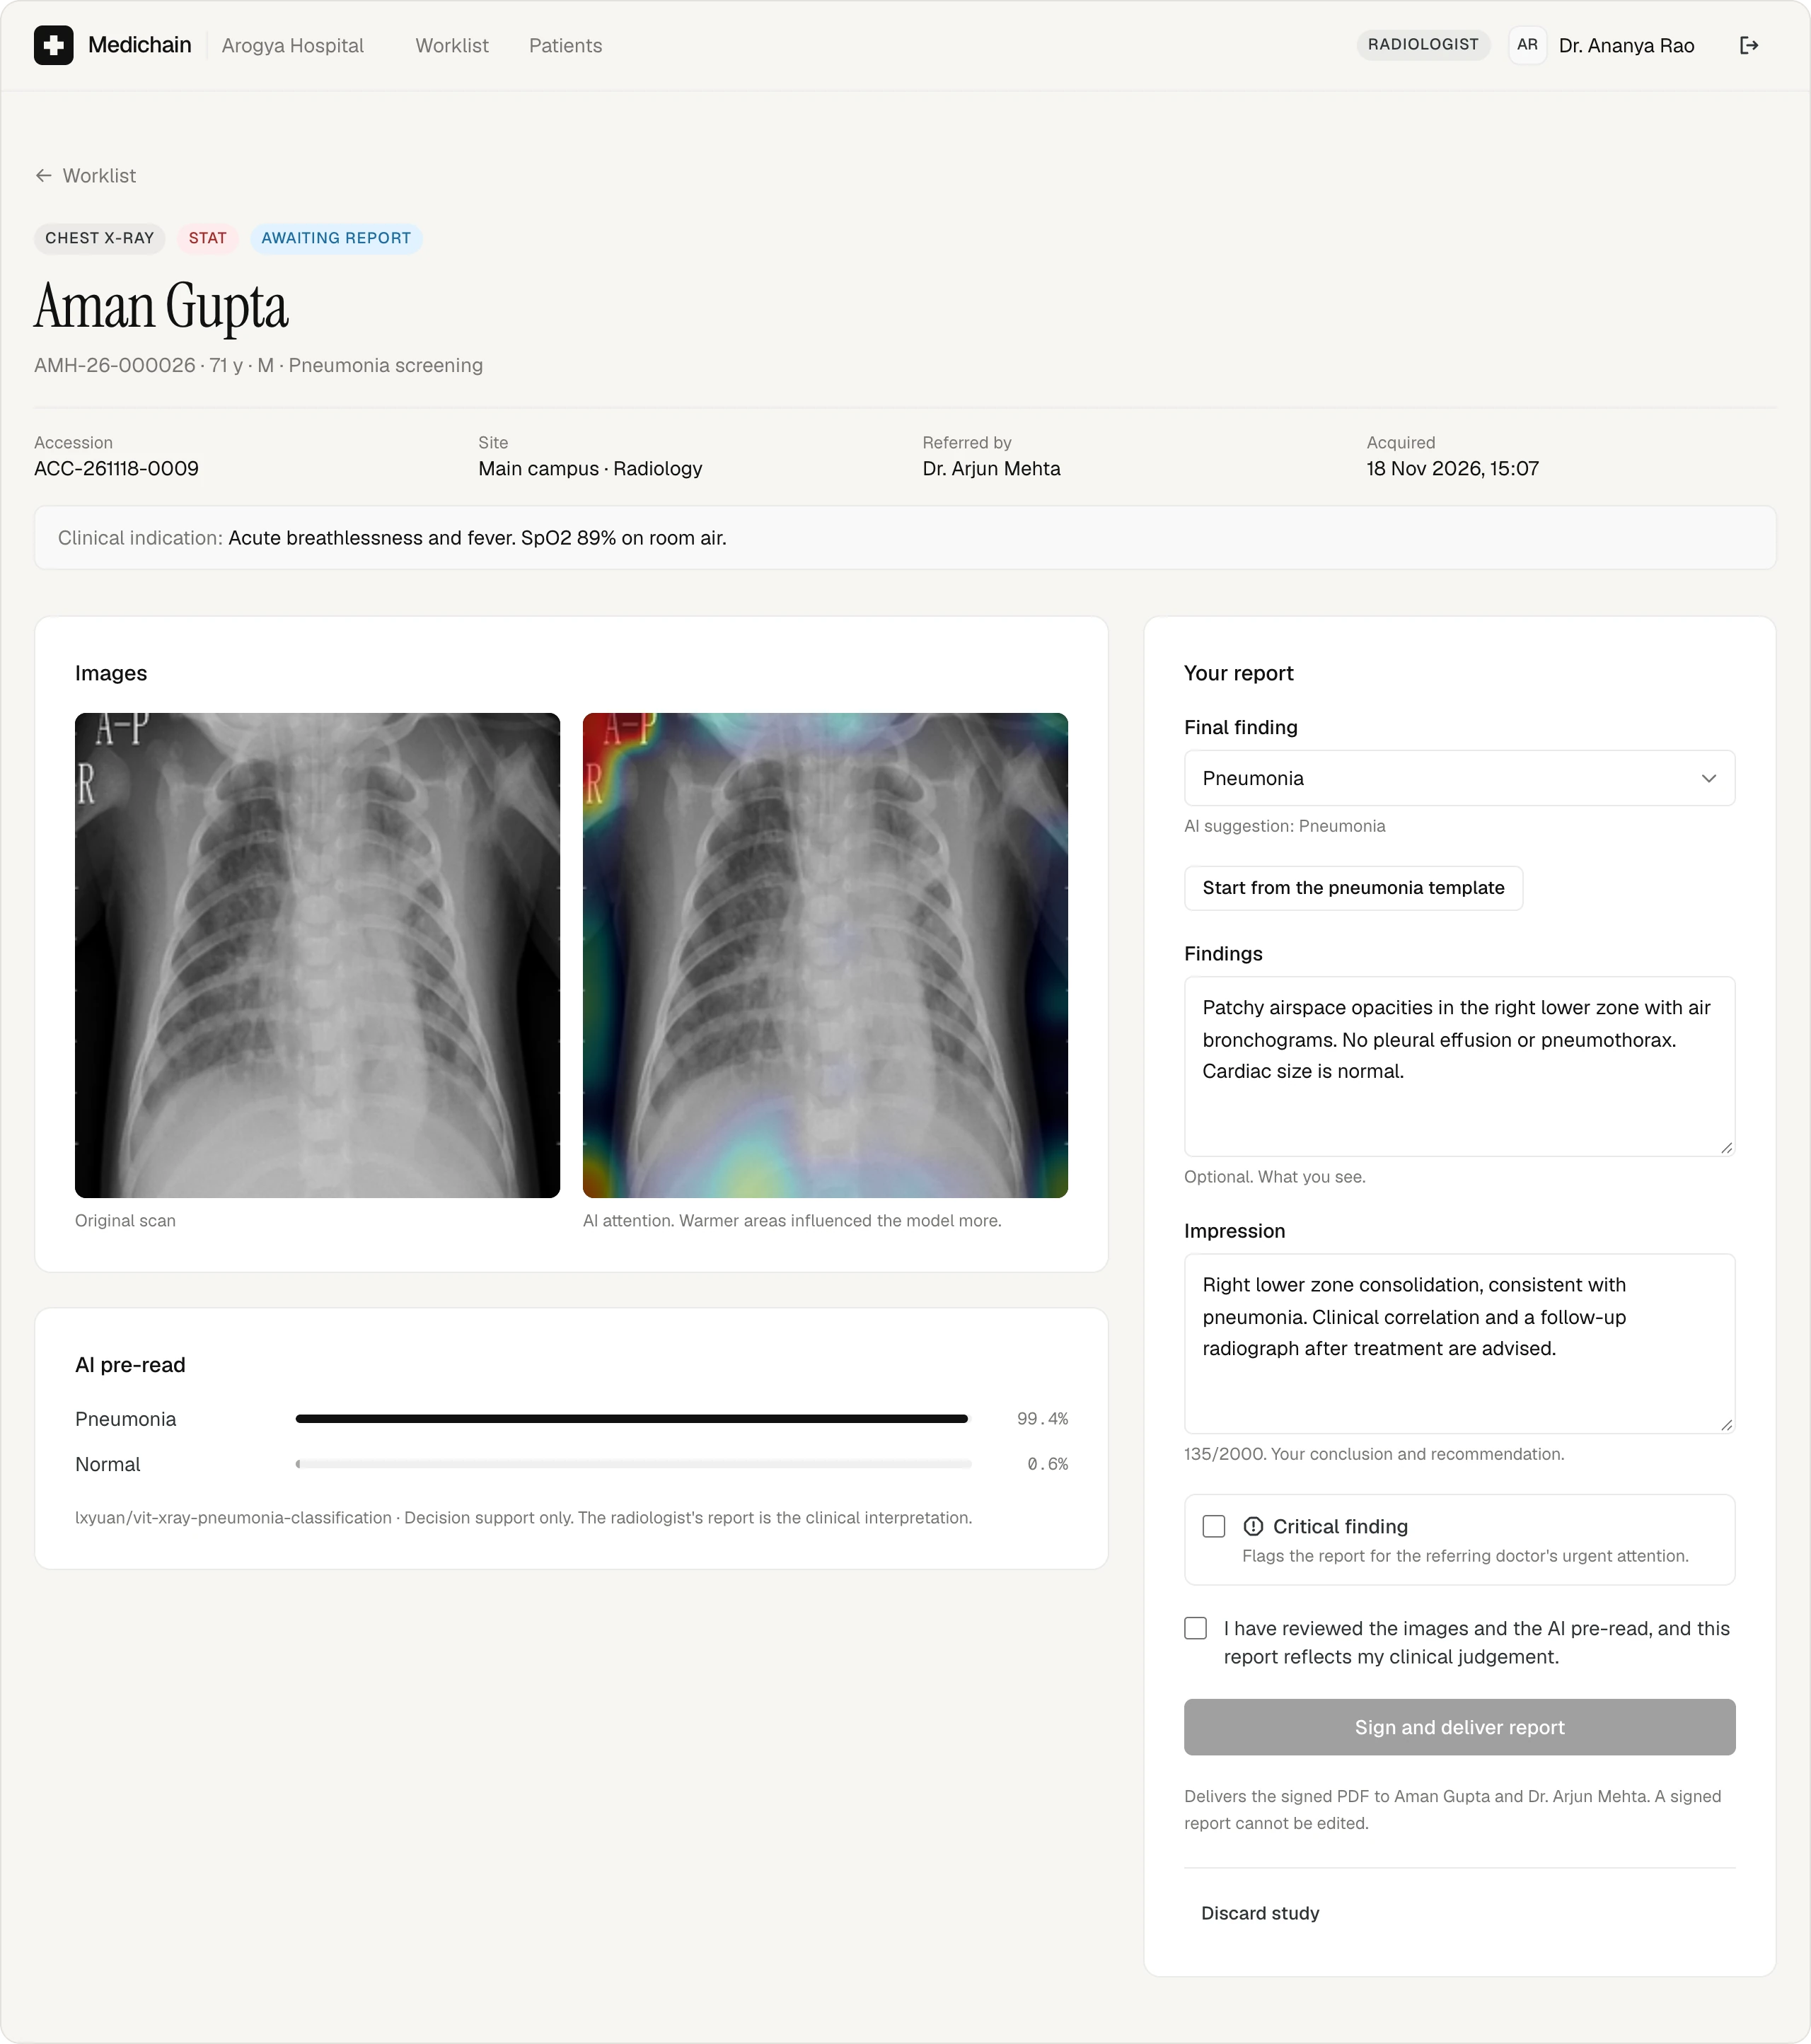 Medichain
Arogya Hospital
Worklist
Patients
RADIOLOGIST
AR
Dr. Ananya Rao
← Worklist
CHEST X-RAY
STAT
AWAITING REPORT
Aman Gupta
AMH-26-000026 · 71 y · M · Pneumonia screening
Accession
ACC-261118-0009
Site
Main campus · Radiology
Referred by
Dr. Arjun Mehta
Acquired
18 Nov 2026, 15:07
Clinical indication: Acute breathlessness and fever. SpO2 89% on room air.
Images
A-P
R
Original scan
A-P
R
AI attention. Warmer areas influenced the model more.
AI pre-read
Pneumonia 99.4%
Normal 0.6%
lxyuan/vit-xray-pneumonia-classification · Decision support only. The radiologist's report is the clinical interpretation.
Your report
Final finding
Pneumonia
AI suggestion: Pneumonia
Start from the pneumonia template
Findings
Patchy airspace opacities in the right lower zone with air
bronchograms. No pleural effusion or pneumothorax.
Cardiac size is normal.
Optional. What you see.
Impression
Right lower zone consolidation, consistent with
pneumonia. Clinical correlation and a follow-up
radiograph after treatment are advised.
135/2000. Your conclusion and recommendation.
Critical finding
Flags the report for the referring doctor's urgent attention.
I have reviewed the images and the AI pre-read, and this
report reflects my clinical judgement.
Sign and deliver report
Delivers the signed PDF to Aman Gupta and Dr. Arjun Mehta. A signed
report cannot be edited.
Discard study